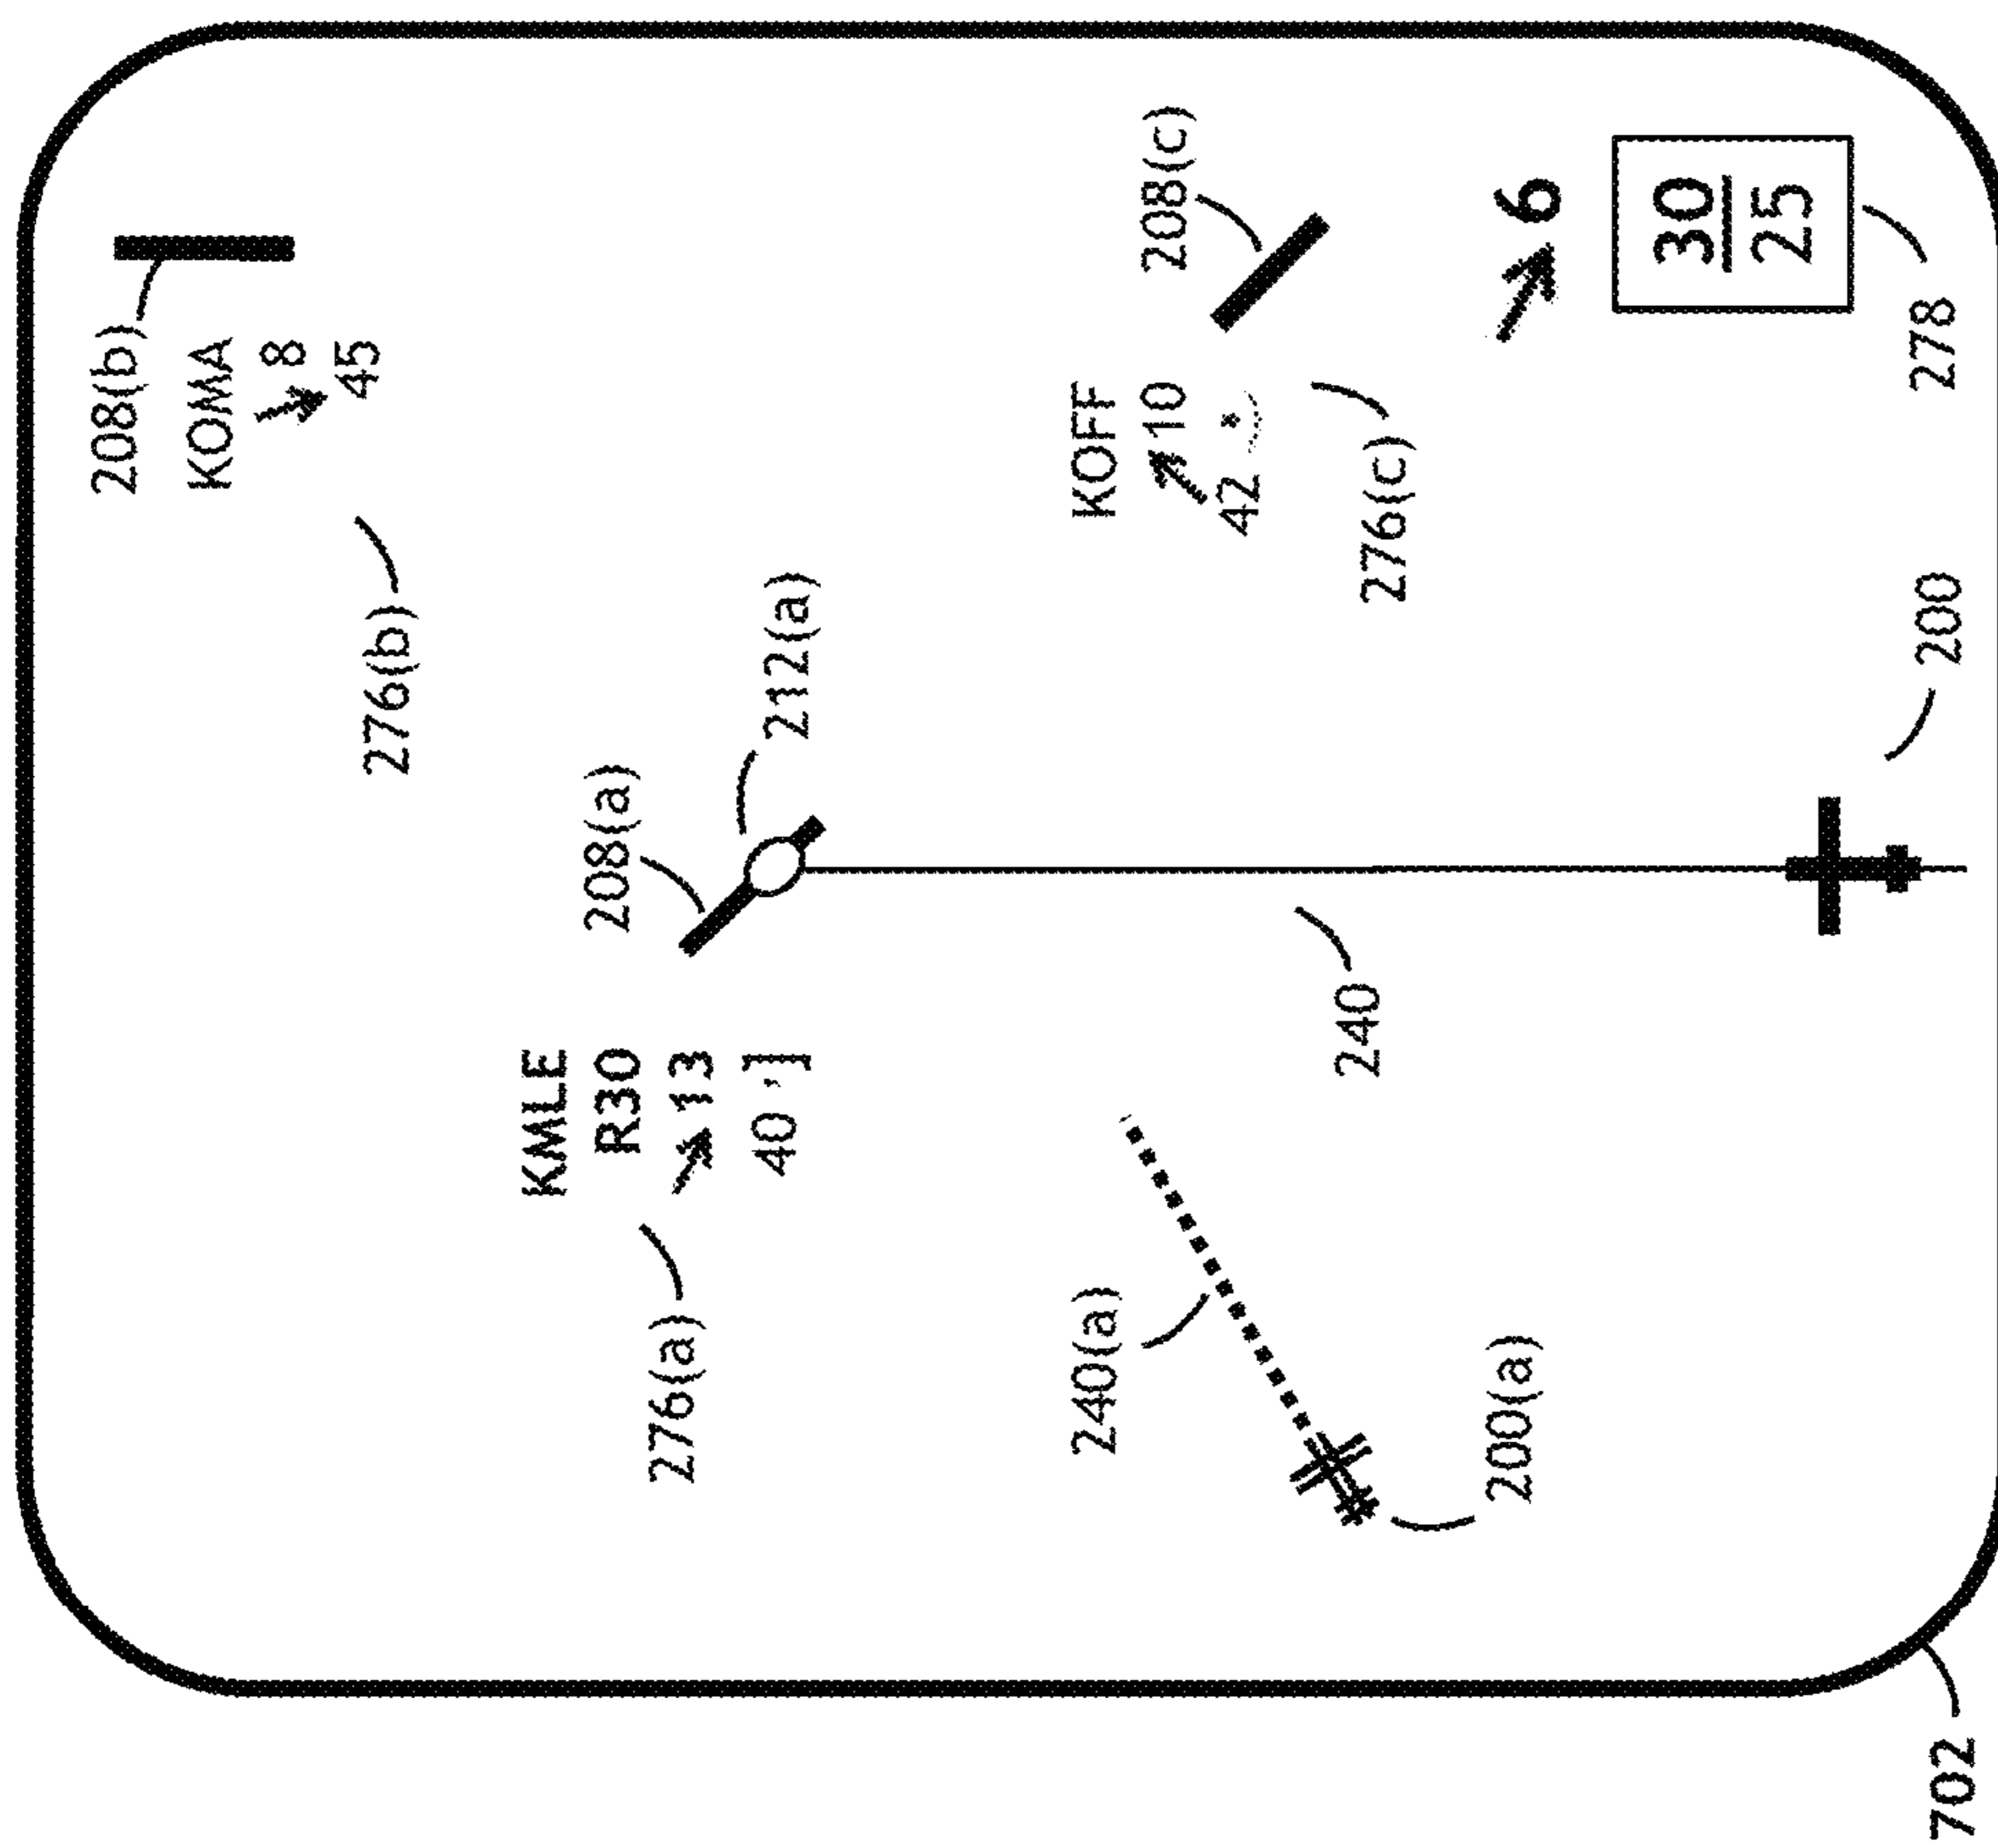 208(b)
KOMA
↘ 8
45
276(b)
KMLE
R30
↘ 13
40 ']
208(a)
276(a)
212(a)
KOFF
↗ 10
42
208(c)
240(a)
240
276(c)
200(a)
↘ 6
30
25
278
200
702